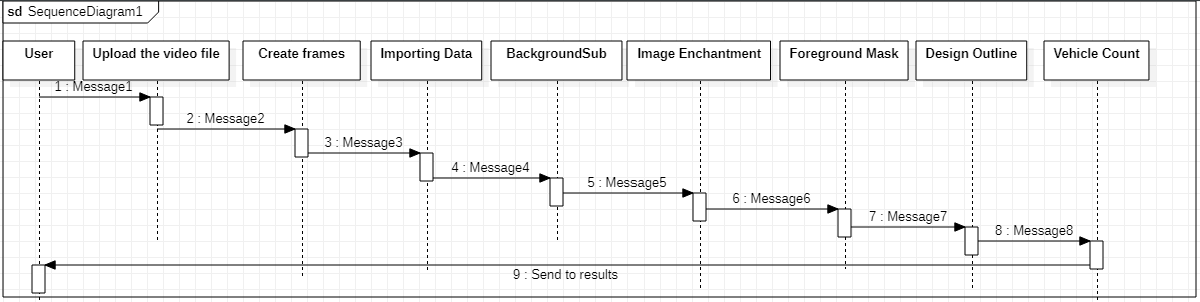 sd SequenceDiagram1
User
Upload the video file
Create frames
Importing Data
BackgroundSub
Image Enchantment
Foreground Mask
Design Outline
Vehicle Count
1 : Message1
2 : Message2
3 : Message3
4 : Message4
5 : Message5
6 : Message6
7 : Message7
8 : Message8
9 : Send to results